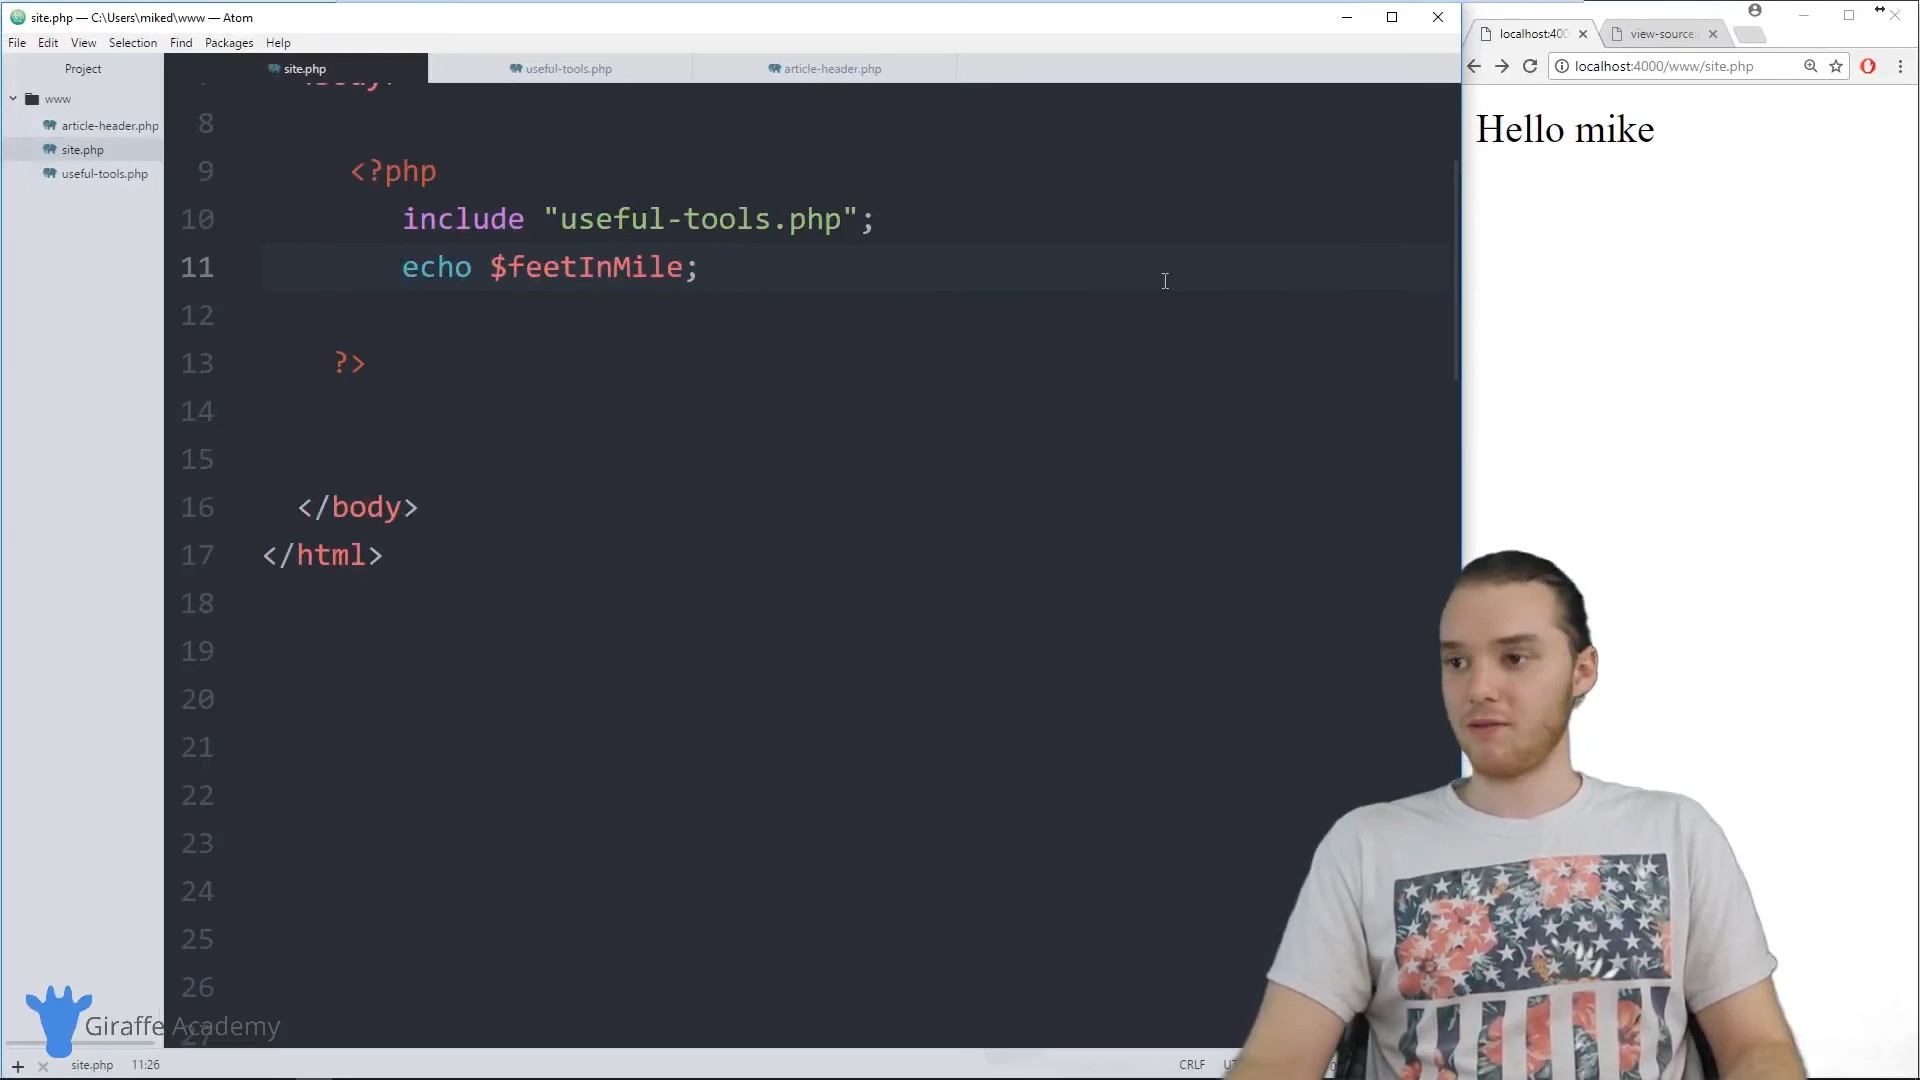 site.php — C:\Users\miked\www — Atom
File Edit View Selection Find Packages Help
Project
www
article-header.php
site.php
useful-tools.php
site.php
useful-tools.php
article-header.php
8
9 <?php
10 include "useful-tools.php";
11 echo $feetInMile;
12
13 ?>
14
15
16 </body>
17 </html>
18
19
20
21
22
23
24
25
26
27
Giraffe Academy
site.php 11:26
CRLF
localhost:400
view-source:
localhost:4000/www/site.php
Hello mike